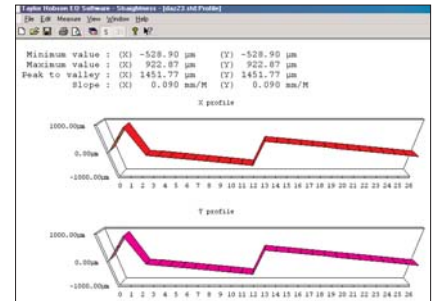 Taylor Hobson EO Software - Straightness - [daz23.sht:Profile]
File Edit Measure View Window Help
Minimum value : (X) -528.90 µm (Y) -528.90 µm
Maximum value : (X) 922.87 µm (Y) 922.87 µm
Peak to valley : (X) 1451.77 µm (Y) 1451.77 µm
Slope : (X) 0.090 mm/M (Y) 0.090 mm/M
X profile
1000.00µm
0.00µm
-1000.00µm
0 1 2 3 4 5 6 7 8 9 10 11 12 13 14 15 16 17 18 19 20 21 22 23 24 25 26
Y profile
1000.00µm
0.00µm
-1000.00µm
0 1 2 3 4 5 6 7 8 9 10 11 12 13 14 15 16 17 18 19 20 21 22 23 24 25 26